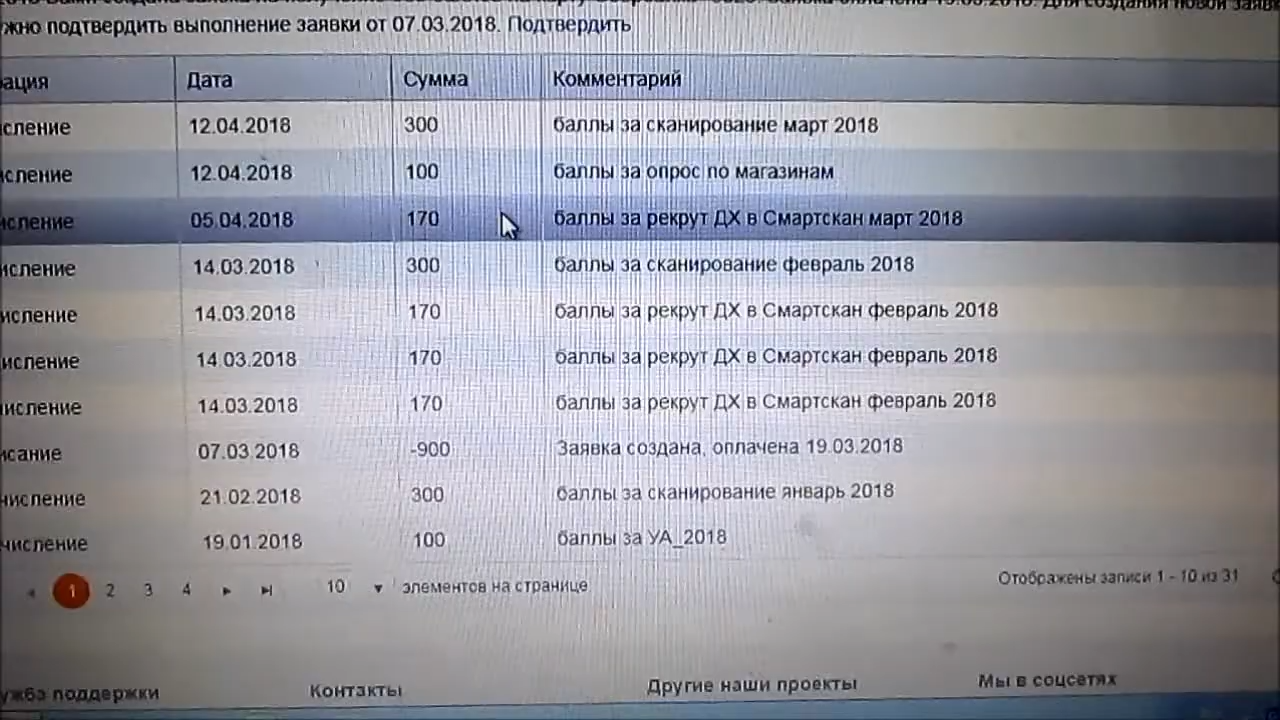 жно подтвердить выполнение заявки от 07.03.2018. Подтвердить
ация Дата Сумма Комментарий
сление 12.04.2018 300 баллы за сканирование март 2018
исление 12.04.2018 100 баллы за опрос по магазинам
исление 05.04.2018 170 баллы за рекрут ДХ в Смартскан март 2018
исление 14.03.2018 300 баллы за сканирование февраль 2018
исление 14.03.2018 170 баллы за рекрут ДХ в Смартскан февраль 2018
исление 14.03.2018 170 баллы за рекрут ДХ в Смартскан февраль 2018
числение 14.03.2018 170 баллы за рекрут ДХ в Смартскан февраль 2018
исание 07.03.2018 -900 Заявка создана, оплачена 19.03.2018
числение 21.02.2018 300 баллы за сканирование январь 2018
числение 19.01.2018 100 баллы за УА_2018
1 2 3 4 10 элементов на странице Отображены записи 1 - 10 из 31
ужба поддержки Контакты Другие наши проекты Мы в соцсетях